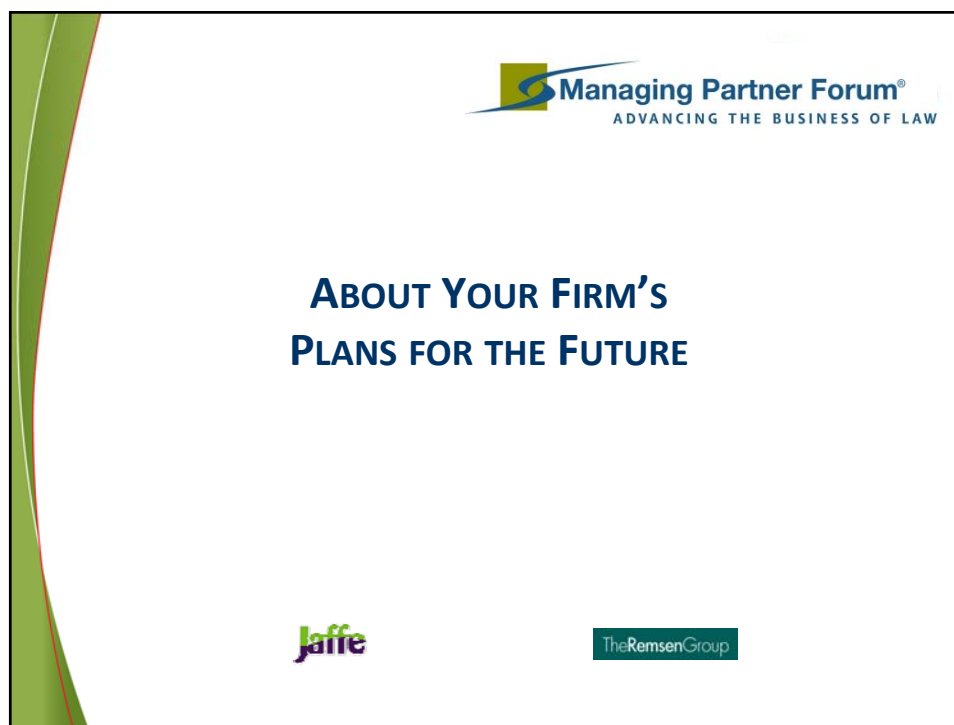 Managing Partner Forum®
ADVANCING THE BUSINESS OF LAW
ABOUT YOUR FIRM’S
PLANS FOR THE FUTURE
Jaffe
TheRemsenGroup